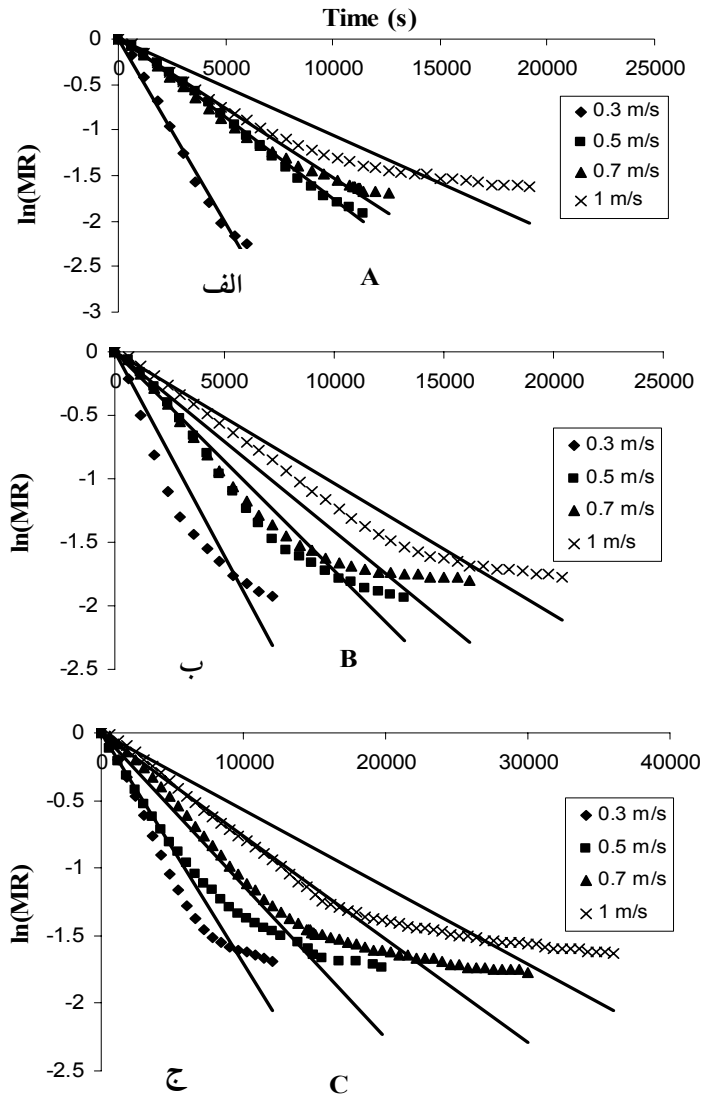 Time (s)
0 5000 10000 15000 20000 25000
0
-0.5
-1
-1.5
-2
-2.5
-3
ln(MR)
0.3 m/s
0.5 m/s
0.7 m/s
1 m/s
الف A
0
-0.5
-1
-1.5
-2
-2.5
0 5000 10000 15000 20000 25000
ln(MR)
0.3 m/s
0.5 m/s
0.7 m/s
1 m/s
ب B
0
-0.5
-1
-1.5
-2
-2.5
0 10000 20000 30000 40000
ln(MR)
0.3 m/s
0.5 m/s
0.7 m/s
1 m/s
ج C